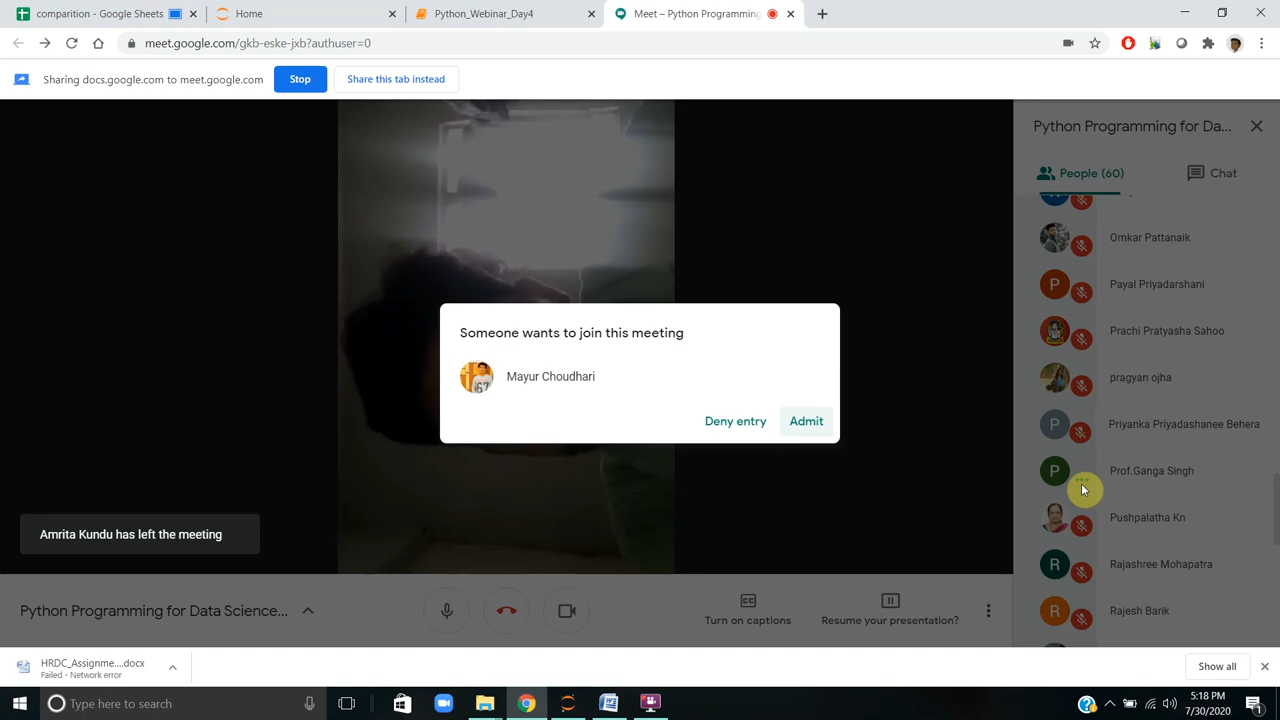 comparition - Google Sheets
Home
Python_Webinar_Day4
Meet – Python Programming
meet.google.com/gkb-eske-jxb?authuser=0
Sharing docs.google.com to meet.google.com
Stop
Share this tab instead
Python Programming for Da...
People (60)
Chat
Omkar Pattanaik
P
Payal Priyadarshani
Prachi Pratyasha Sahoo
pragyan ojha
P
Priyanka Priyadashanee Behera
P
Prof.Ganga Singh
Pushpalatha Kn
R
Rajashree Mohapatra
R
Rajesh Barik
Someone wants to join this meeting
67
Mayur Choudhari
Deny entry
Admit
Amrita Kundu has left the meeting
Python Programming for Data Science...
CC
Turn on captions
Resume your presentation?
HRDC_Assignme....docx
Failed - Network error
Show all
Type here to search
5:18 PM
7/30/2020